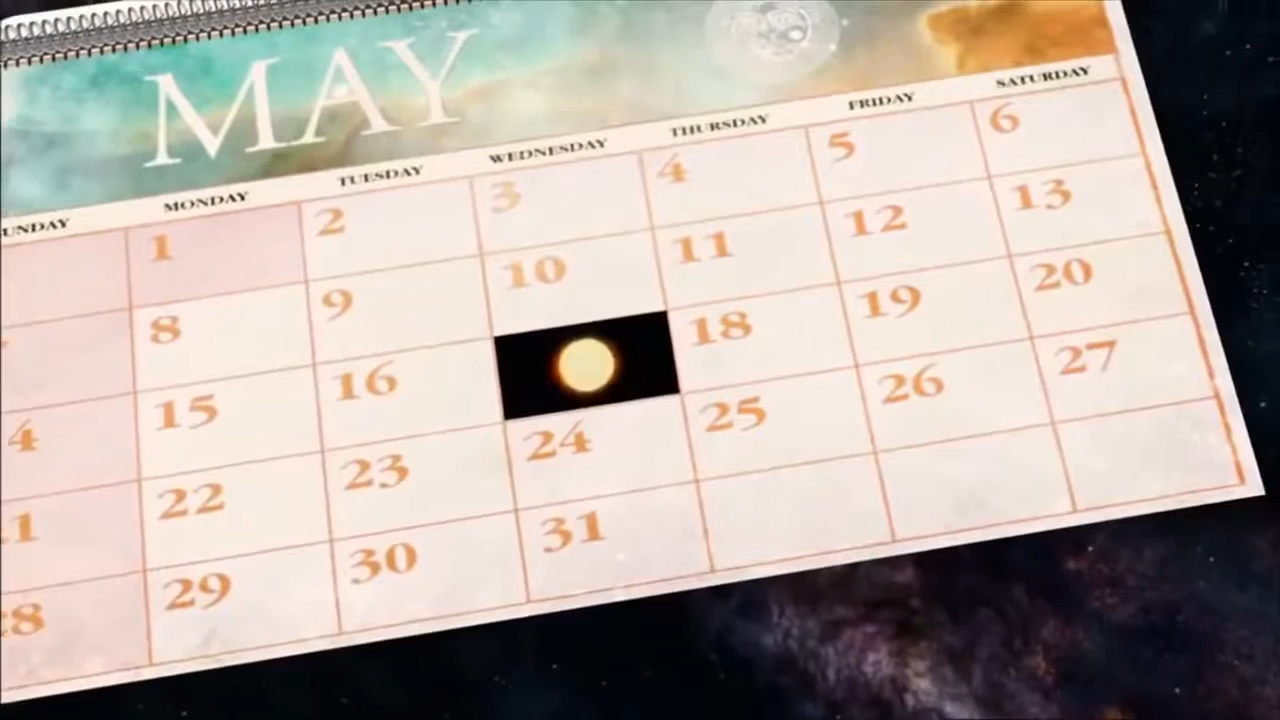 MAY
UNDAY MONDAY TUESDAY WEDNESDAY THURSDAY FRIDAY SATURDAY
1 2 3 4 5 6
8 9 10 11 12 13
4 15 16 18 19 20
1 22 23 24 25 26 27
28 29 30 31